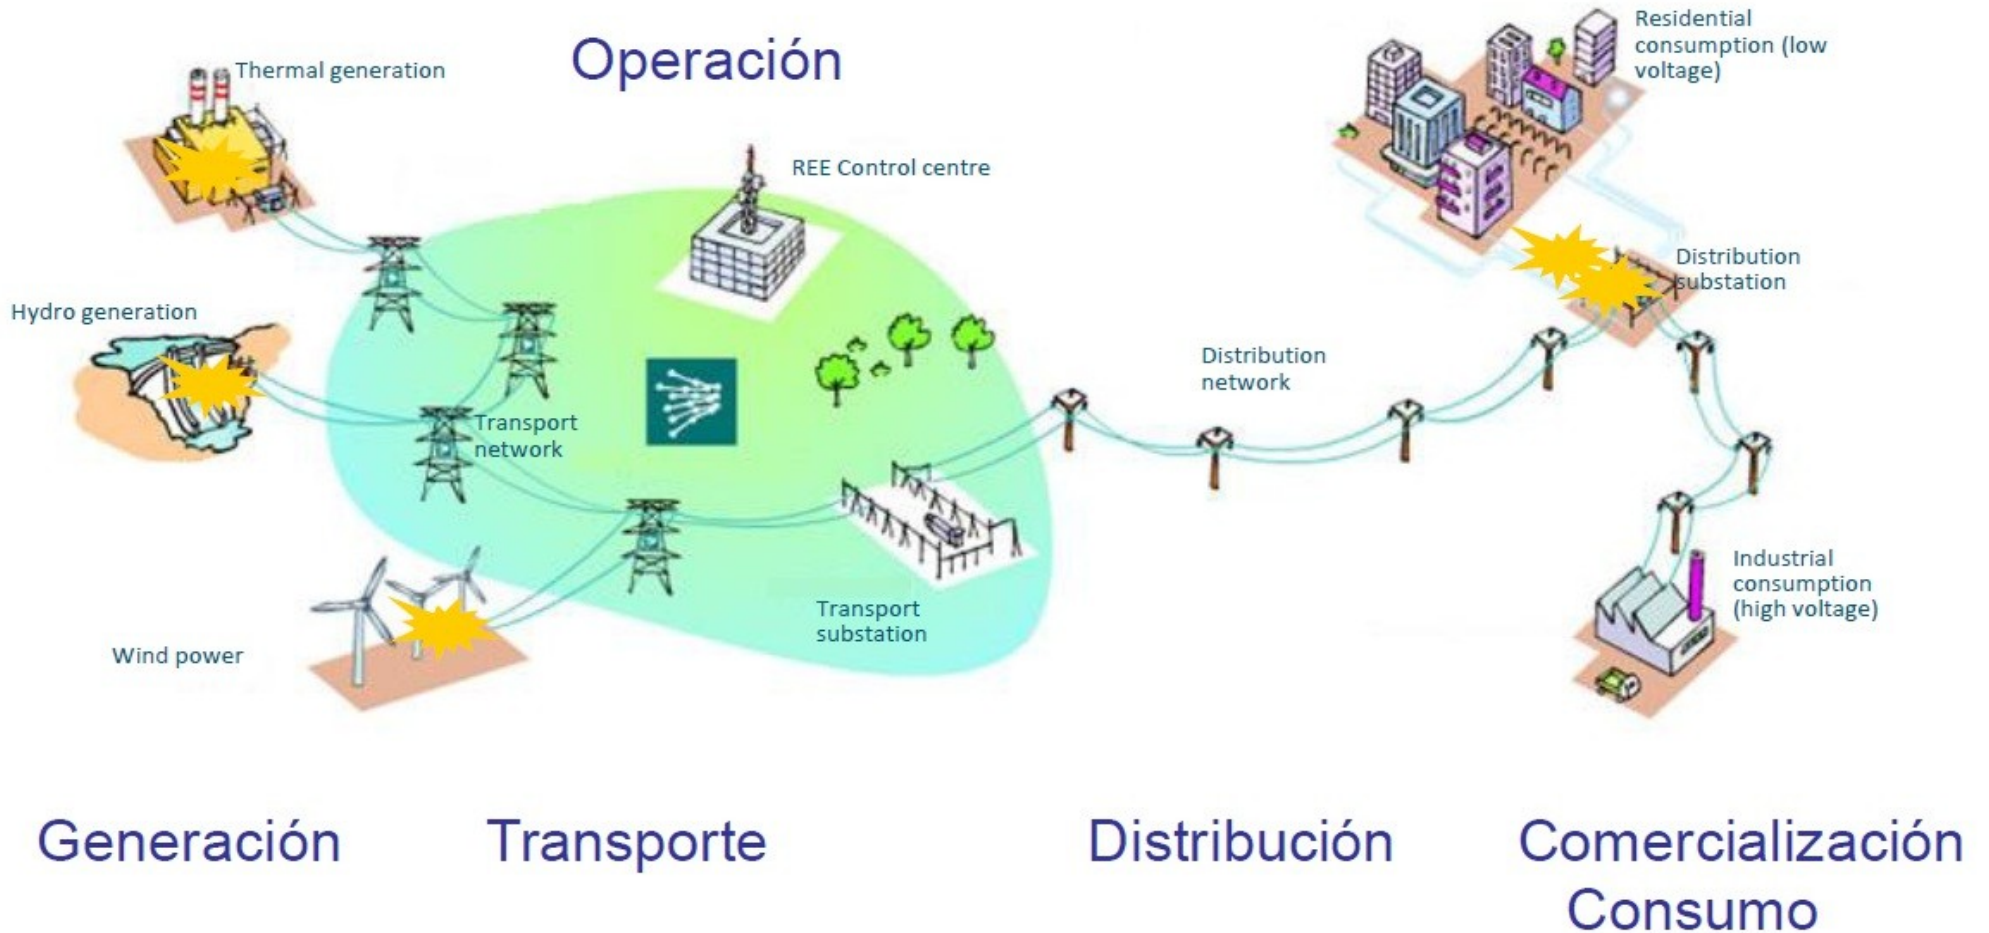 Operación
Thermal generation
REE Control centre
Residential
consumption (low
voltage)
Hydro generation
Transport
network
Distribution
network
Distribution
substation
Wind power
Transport
substation
Industrial
consumption
(high voltage)
Generación
Transporte
Distribución
Comercialización
Consumo